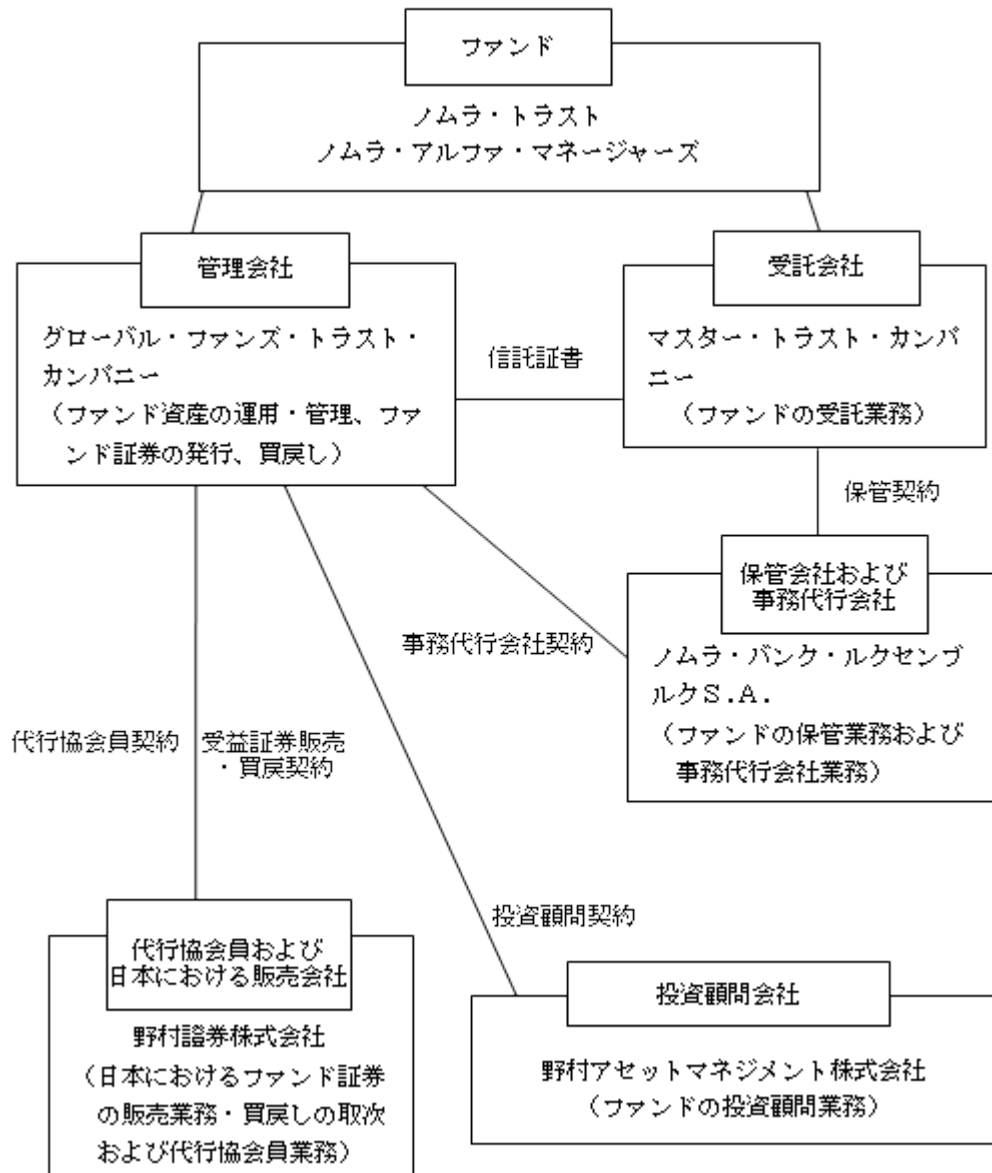 ファンド
ノムラ・トラスト
ノムラ・アルファ・マネージャーズ
管理会社
グローバル・ファンズ・トラスト・
カンパニー
（ファンド資産の運用・管理、ファ
ンド証券の発行、買戻し）
信託証書
受託会社
マスター・トラスト・カンパ
ニー
（ファンドの受託業務）
保管契約
保管会社および
事務代行会社
ノムラ・バンク・ルクセンブ
ルクＳ.Ａ.
（ファンドの保管業務および
事務代行会社業務）
事務代行会社契約
代行協会員契約
受益証券販売
・買戻契約
投資顧問契約
代行協会員および
日本における販売会社
野村證券株式会社
（日本におけるファンド証券
の販売業務・買戻しの取次
および代行協会員業務）
投資顧問会社
野村アセットマネジメント株式会社
（ファンドの投資顧問業務）